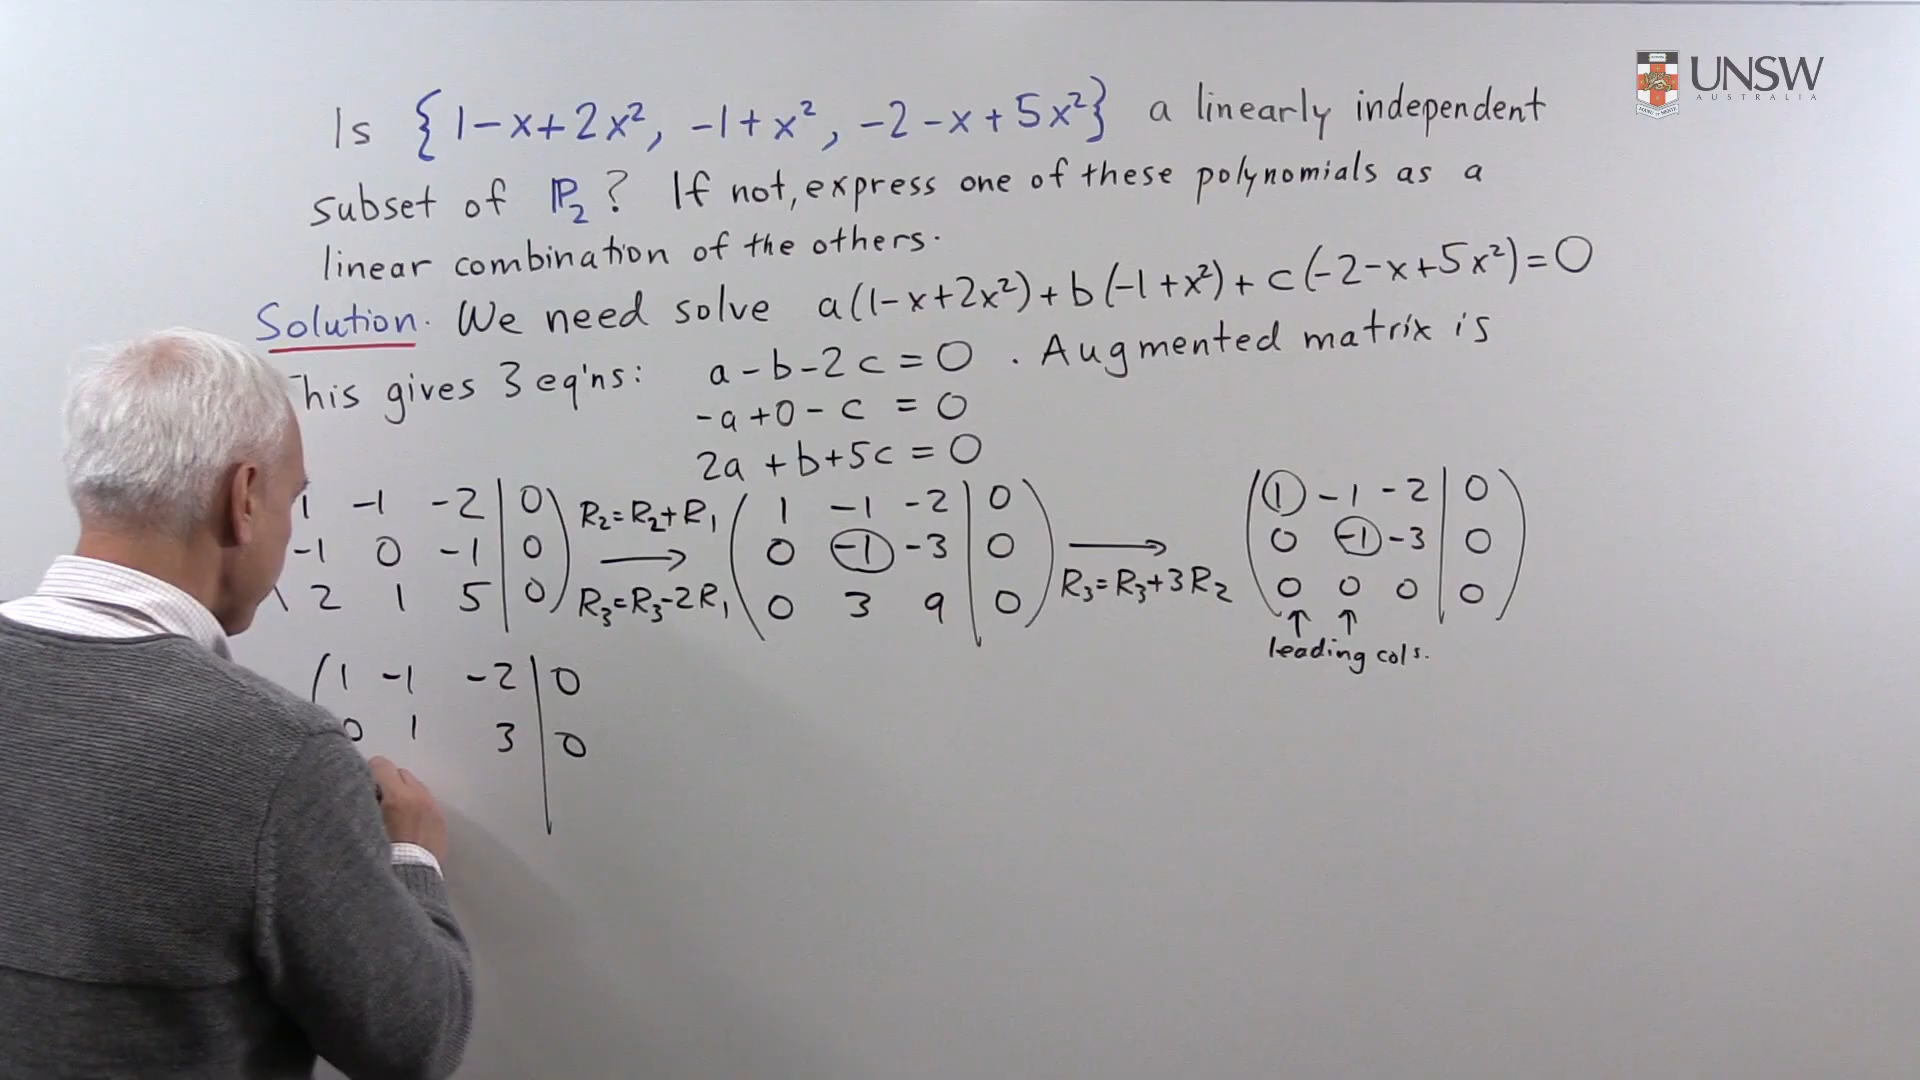 UNSW
AUSTRALIA
Is {1-x+2x², -1+x², -2-x+5x²} a linearly independent
subset of ℙ₂? If not, express one of these polynomials as a
linear combination of the others.
Solution. We need solve a(1-x+2x²)+b(-1+x²)+c(-2-x+5x²)=0
This gives 3 eq'ns: a-b-2c=0 . Augmented matrix is
-a+0-c=0
2a+b+5c=0
1 -1 -2 | 0) R₂=R₂+R₁ (1 -1 -2 | 0) (1 -1 -2 | 0)
-1 0 -1 | 0 → 0 -1 -3 | 0 → 0 -1 -3 | 0
2 1 5 | 0 R₃=R₃-2R₁ 0 3 9 | 0 R₃=R₃+3R₂ 0 0 0 | 0
↑ ↑
leading cols.
(1 -1 -2 | 0
0 1 3 | 0